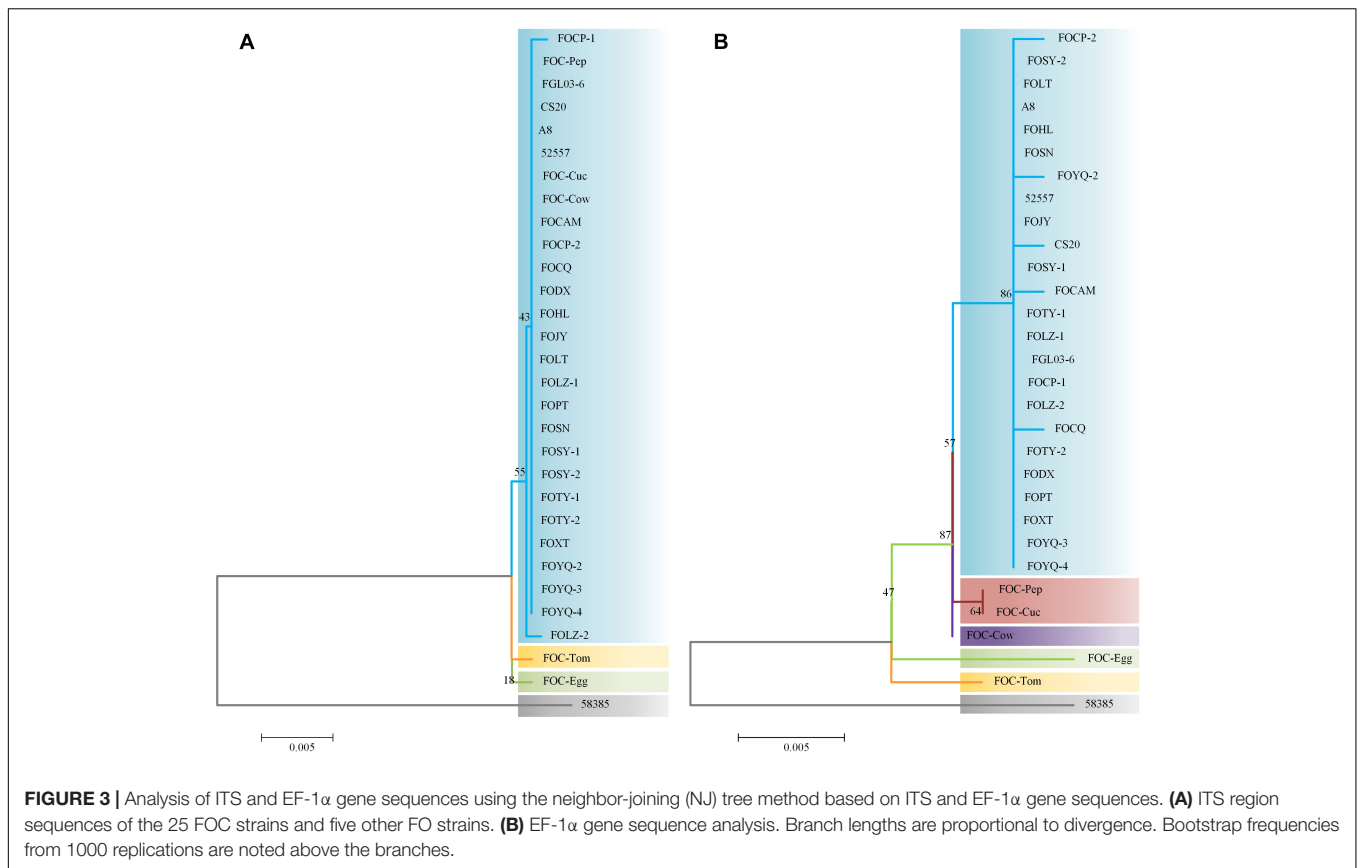 A
FOCP-1
FOC-Pep
FGL03-6
CS20
A8
52557
FOC-Cuc
FOC-Cow
FOCAM
FOCP-2
FOCQ
FODX
FOHL
43
FOJY
FOLT
FOLZ-1
FOPT
FOSN
FOSY-1
55
FOSY-2
FOTY-1
FOTY-2
FOXT
FOYQ-2
FOYQ-3
FOYQ-4
FOLZ-2
FOC-Tom
18
FOC-Egg
58385
0.005
B
FOCP-2
FOSY-2
FOLT
A8
FOHL
FOSN
FOYQ-2
52557
FOJY
CS20
FOSY-1
86
FOCAM
FOTY-1
FOLZ-1
FGL03-6
FOCP-1
FOLZ-2
FOCQ
57
FOTY-2
FODX
FOPT
FOXT
87
FOYQ-3
FOYQ-4
47
FOC-Pep
64
FOC-Cuc
FOC-Cow
FOC-Egg
FOC-Tom
58385
0.005
FIGURE 3 | Analysis of ITS and EF-1α gene sequences using the neighbor-joining (NJ) tree method based on ITS and EF-1α gene sequences. (A) ITS region
sequences of the 25 FOC strains and five other FO strains. (B) EF-1α gene sequence analysis. Branch lengths are proportional to divergence. Bootstrap frequencies
from 1000 replications are noted above the branches.